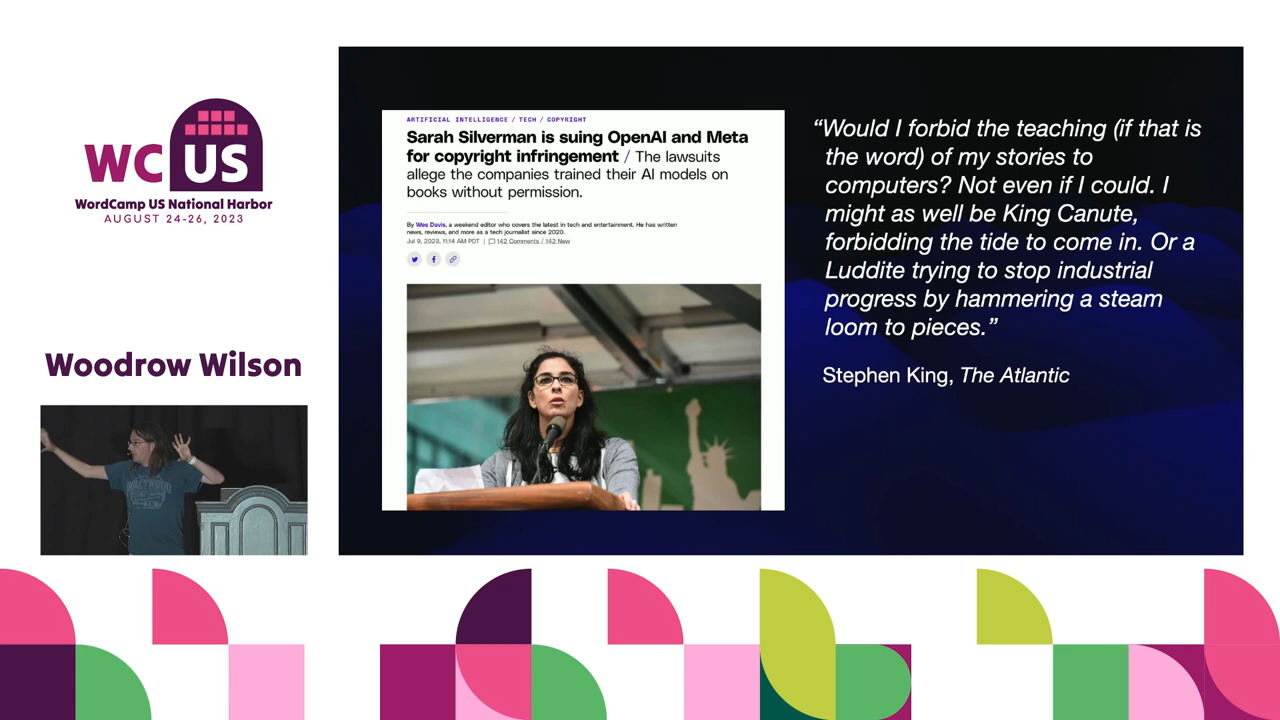 WC US
WordCamp US National Harbor
AUGUST 24-26, 2023
Woodrow Wilson
ARTIFICIAL INTELLIGENCE / TECH / COPYRIGHT
Sarah Silverman is suing OpenAI and Meta
for copyright infringement / The lawsuits
allege the companies trained their AI models on
books without permission.
By Wes Davis, a weekend editor who covers the latest in tech and entertainment. He has written
news, reviews, and more as a tech journalist since 2020.
Jul 9, 2023, 11:14 AM PDT | 142 Comments / 142 New
“Would I forbid the teaching (if that is
the word) of my stories to
computers? Not even if I could. I
might as well be King Canute,
forbidding the tide to come in. Or a
Luddite trying to stop industrial
progress by hammering a steam
loom to pieces.”
Stephen King, The Atlantic